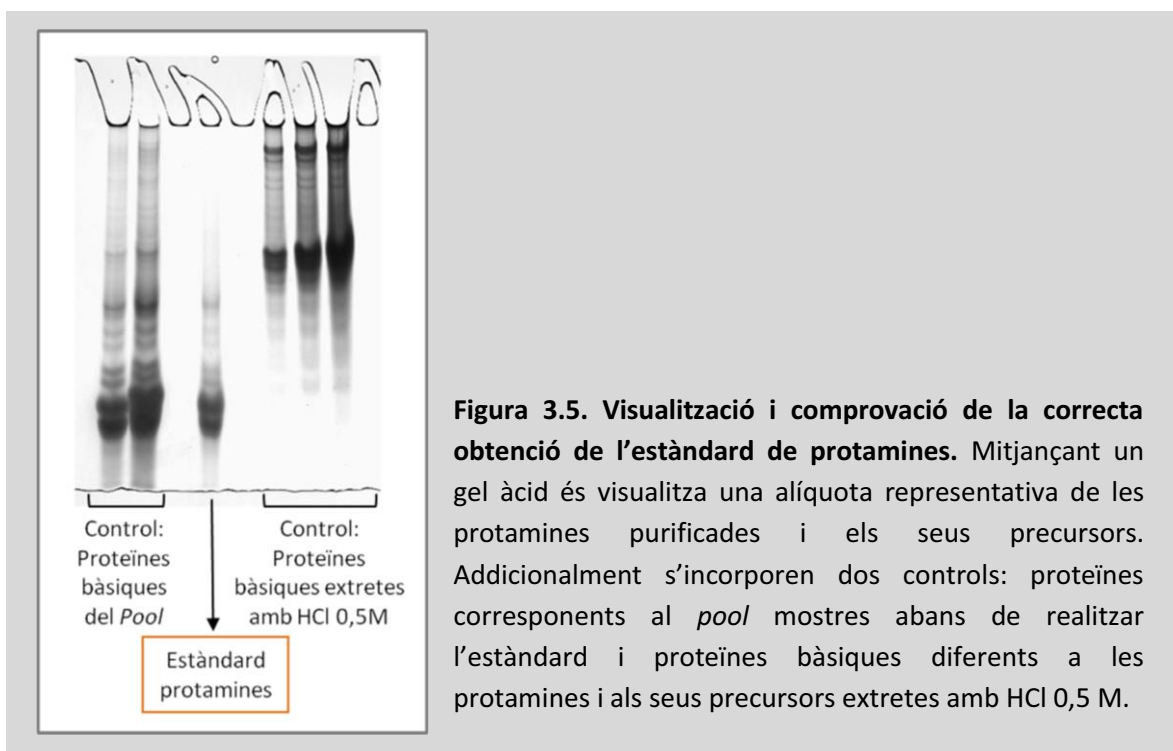 Control:
Proteïnes
bàsiques
del Pool
Control:
Proteïnes
bàsiques extretes
amb HCl 0,5M
Estàndard
protamines
Figura 3.5. Visualització i comprovació de la correcta
obtenció de l’estàndard de protamines. Mitjançant un
gel àcid és visualitza una alíquota representativa de les
protamines purificades i els seus precursors.
Addicionalment s’incorporen dos controls: proteïnes
corresponents al pool mostres abans de realitzar
l’estàndard i proteïnes bàsiques diferents a les
protamines i als seus precursors extretes amb HCl 0,5 M.